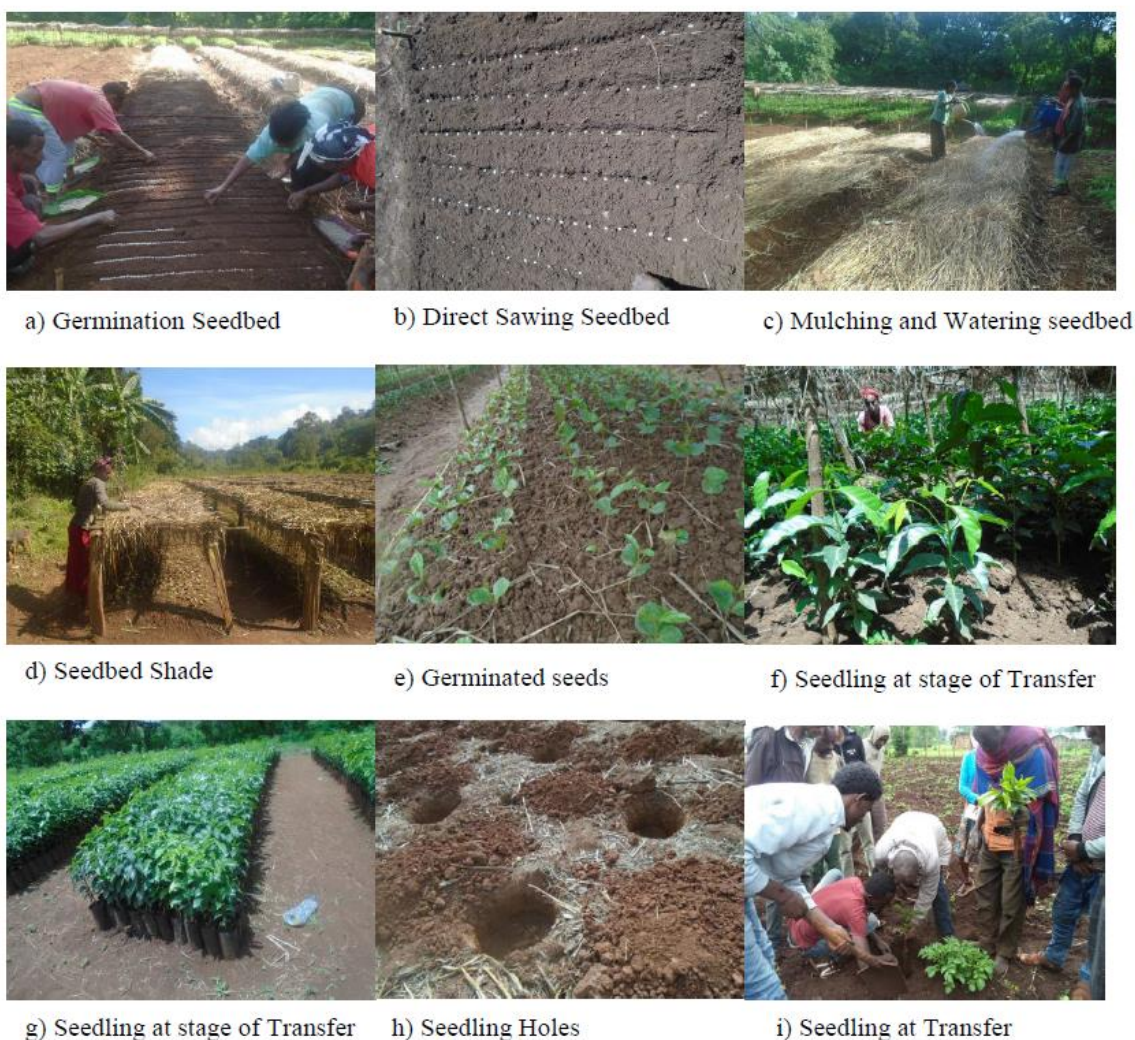 a) Germination Seedbed
b) Direct Sawing Seedbed
c) Mulching and Watering seedbed
d) Seedbed Shade
e) Germinated seeds
f) Seedling at stage of Transfer
g) Seedling at stage of Transfer
h) Seedling Holes
i) Seedling at Transfer